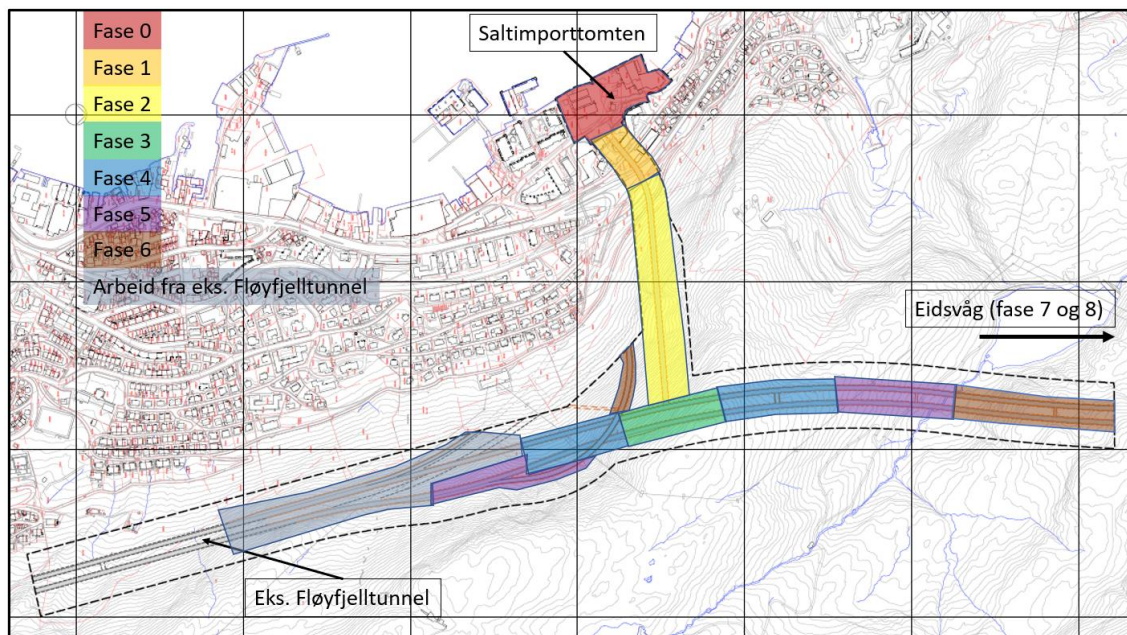 Fase 0
Fase 1
Fase 2
Fase 3
Fase 4
Fase 5
Fase 6
Arbeid fra eks. Fløyfjelltunnel
Saltimporttomten
Eidsvåg (fase 7 og 8)
Eks. Fløyfjelltunnel